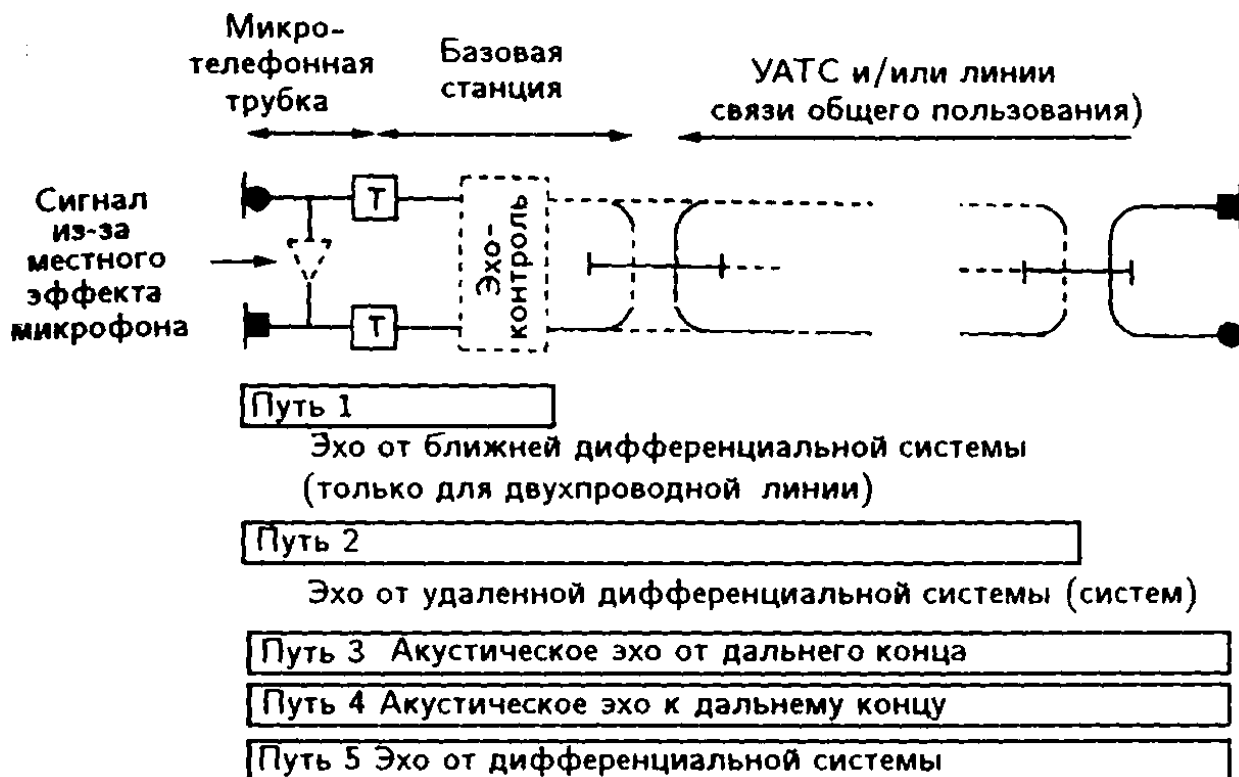 Микро-
телефонная
трубка
Базовая
станция
УАТС и/или линии
связи общего пользования)
Сигнал
из-за
местного
эффекта
микрофона
Т
Т
Эхо-
контроль
Путь 1
Эхо от ближней дифференциальной системы
(только для двухпроводной линии)
Путь 2
Эхо от удаленной дифференциальной системы (систем)
Путь 3 Акустическое эхо от дальнего конца
Путь 4 Акустическое эхо к дальнему концу
Путь 5 Эхо от дифференциальной системы